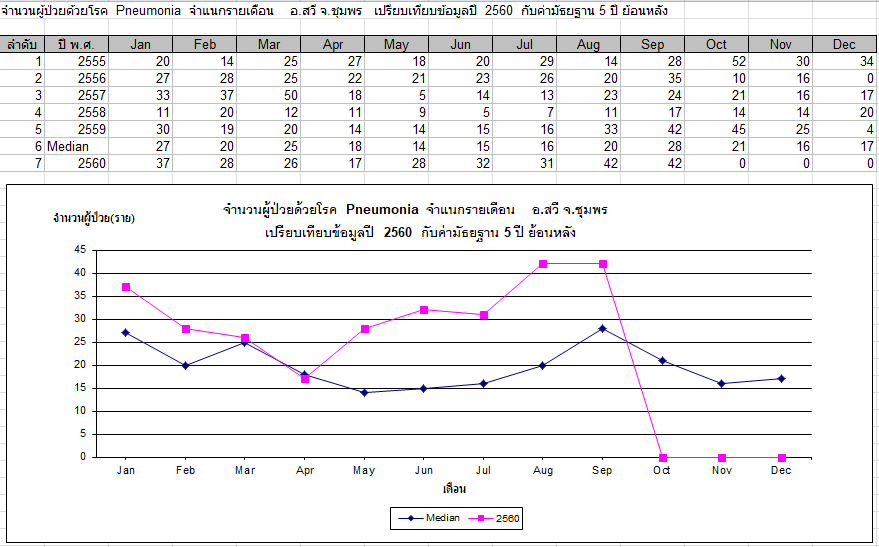 จำนวนผู้ป่วยด้วยโรค Pneumonia จำแนกรายเดือน อ.สวี จ.ชุมพร เปรียบเทียบข้อมูลปี 2560 กับค่ามัธยฐาน 5 ปี ย้อนหลัง
ลำดับ ปี พ.ศ. Jan Feb Mar Apr May Jun Jul Aug Sep Oct Nov Dec
1 2555 20 14 25 27 18 20 29 14 28 52 30 34
2 2556 27 28 25 22 21 23 26 20 35 10 16 0
3 2557 33 37 50 18 5 14 13 23 24 21 16 17
4 2558 11 20 12 11 9 5 7 11 17 14 14 20
5 2559 30 19 20 14 14 15 16 33 42 45 25 4
6 Median 27 20 25 18 14 15 16 20 28 21 16 17
7 2560 37 28 26 17 28 32 31 42 42 0 0 0
จำนวนผู้ป่วยด้วยโรค Pneumonia จำแนกรายเดือน อ.สวี จ.ชุมพร
จำนวนผู้ป่วย(ราย)
เปรียบเทียบข้อมูลปี 2560 กับค่ามัธยฐาน 5 ปี ย้อนหลัง
45
40
35
30
25
20
15
10
5
0
Jan Feb Mar Apr May Jun Jul Aug Sep Oct Nov Dec
เดือน
Median 2560